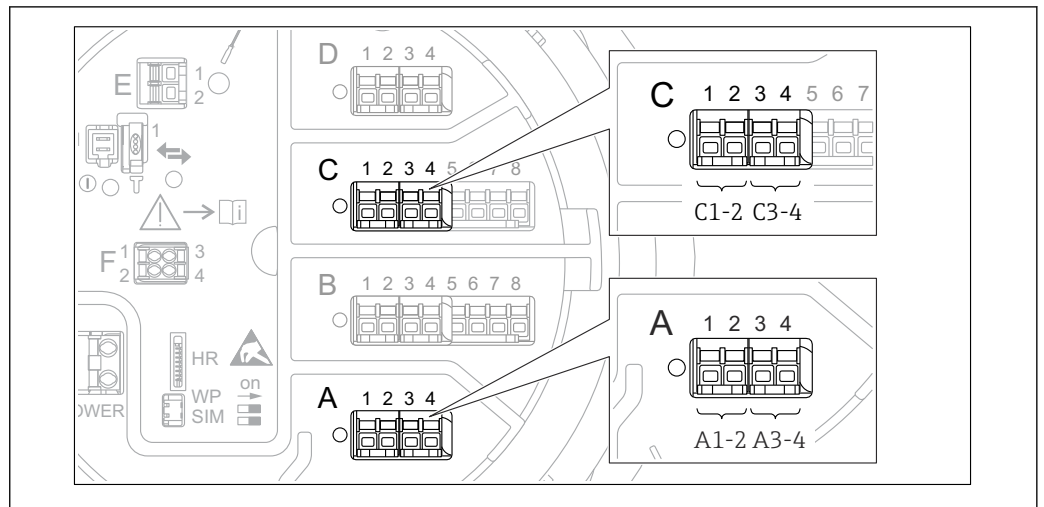 D 1 2 3 4
E 1
2
1
C 1 2 3 4 5 6 7 8
i
F 1 3
2 4
B 1 2 3 4 5 6 7 8
HR
WP on
SIM
OWER
A 1 2 3 4
C 1 2 3 4 5 6 7
C1-2 C3-4
A 1 2 3 4
A1-2 A3-4